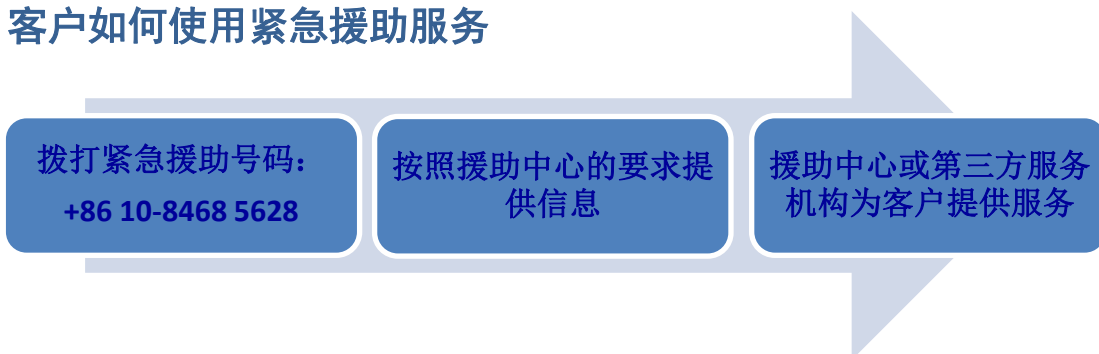 客户如何使用紧急援助服务
拨打紧急援助号码：
+86 10-8468 5628
按照援助中心的要求提
供信息
援助中心或第三方服务
机构为客户提供服务